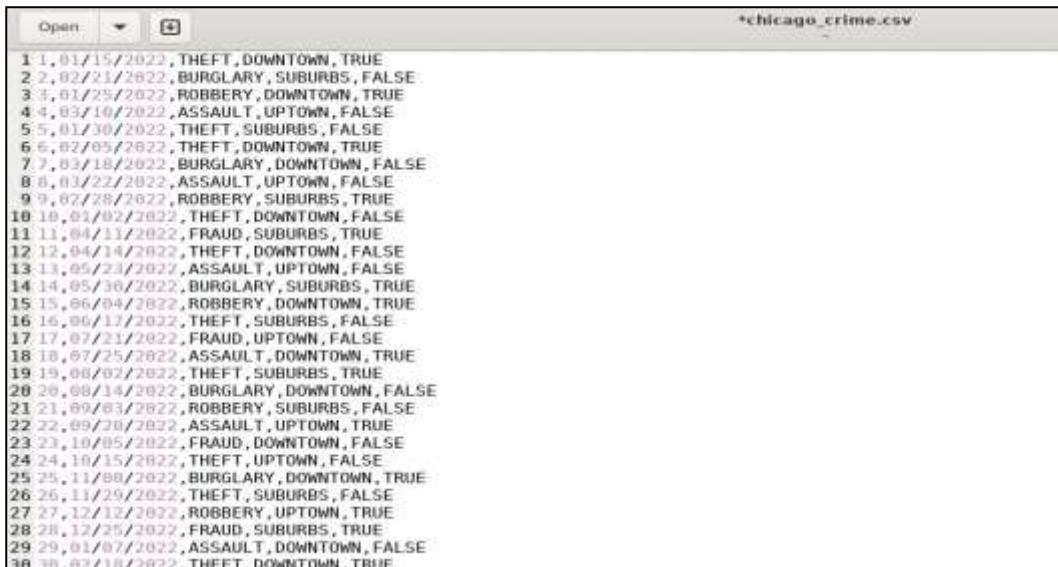 Open
*chicago_crime.csv
1 1,01/15/2022,THEFT,DOWNTOWN,TRUE
2 2,02/21/2022,BURGLARY,SUBURBS,FALSE
3 3,01/25/2022,ROBBERY,DOWNTOWN,TRUE
4 4,03/10/2022,ASSAULT,UPTOWN,FALSE
5 5,01/30/2022,THEFT,SUBURBS,FALSE
6 6,02/05/2022,THEFT,DOWNTOWN,TRUE
7 7,03/18/2022,BURGLARY,DOWNTOWN,FALSE
8 8,03/22/2022,ASSAULT,UPTOWN,FALSE
9 9,02/28/2022,ROBBERY,SUBURBS,TRUE
10 10,01/02/2022,THEFT,DOWNTOWN,FALSE
11 11,04/11/2022,FRAUD,SUBURBS,TRUE
12 12,04/14/2022,THEFT,DOWNTOWN,FALSE
13 13,05/23/2022,ASSAULT,UPTOWN,FALSE
14 14,05/30/2022,BURGLARY,SUBURBS,TRUE
15 15,06/04/2022,ROBBERY,DOWNTOWN,TRUE
16 16,06/17/2022,THEFT,SUBURBS,FALSE
17 17,07/21/2022,FRAUD,UPTOWN,FALSE
18 18,07/25/2022,ASSAULT,DOWNTOWN,TRUE
19 19,08/02/2022,THEFT,SUBURBS,TRUE
20 20,08/14/2022,BURGLARY,DOWNTOWN,FALSE
21 21,09/03/2022,ROBBERY,SUBURBS,FALSE
22 22,09/20/2022,ASSAULT,UPTOWN,TRUE
23 23,10/05/2022,FRAUD,DOWNTOWN,FALSE
24 24,10/15/2022,THEFT,UPTOWN,FALSE
25 25,11/08/2022,BURGLARY,DOWNTOWN,TRUE
26 26,11/29/2022,THEFT,SUBURBS,FALSE
27 27,12/12/2022,ROBBERY,UPTOWN,TRUE
28 28,12/25/2022,FRAUD,SUBURBS,TRUE
29 29,01/07/2022,ASSAULT,DOWNTOWN,FALSE
30 30,02/18/2022,THEFT,DOWNTOWN,TRUE